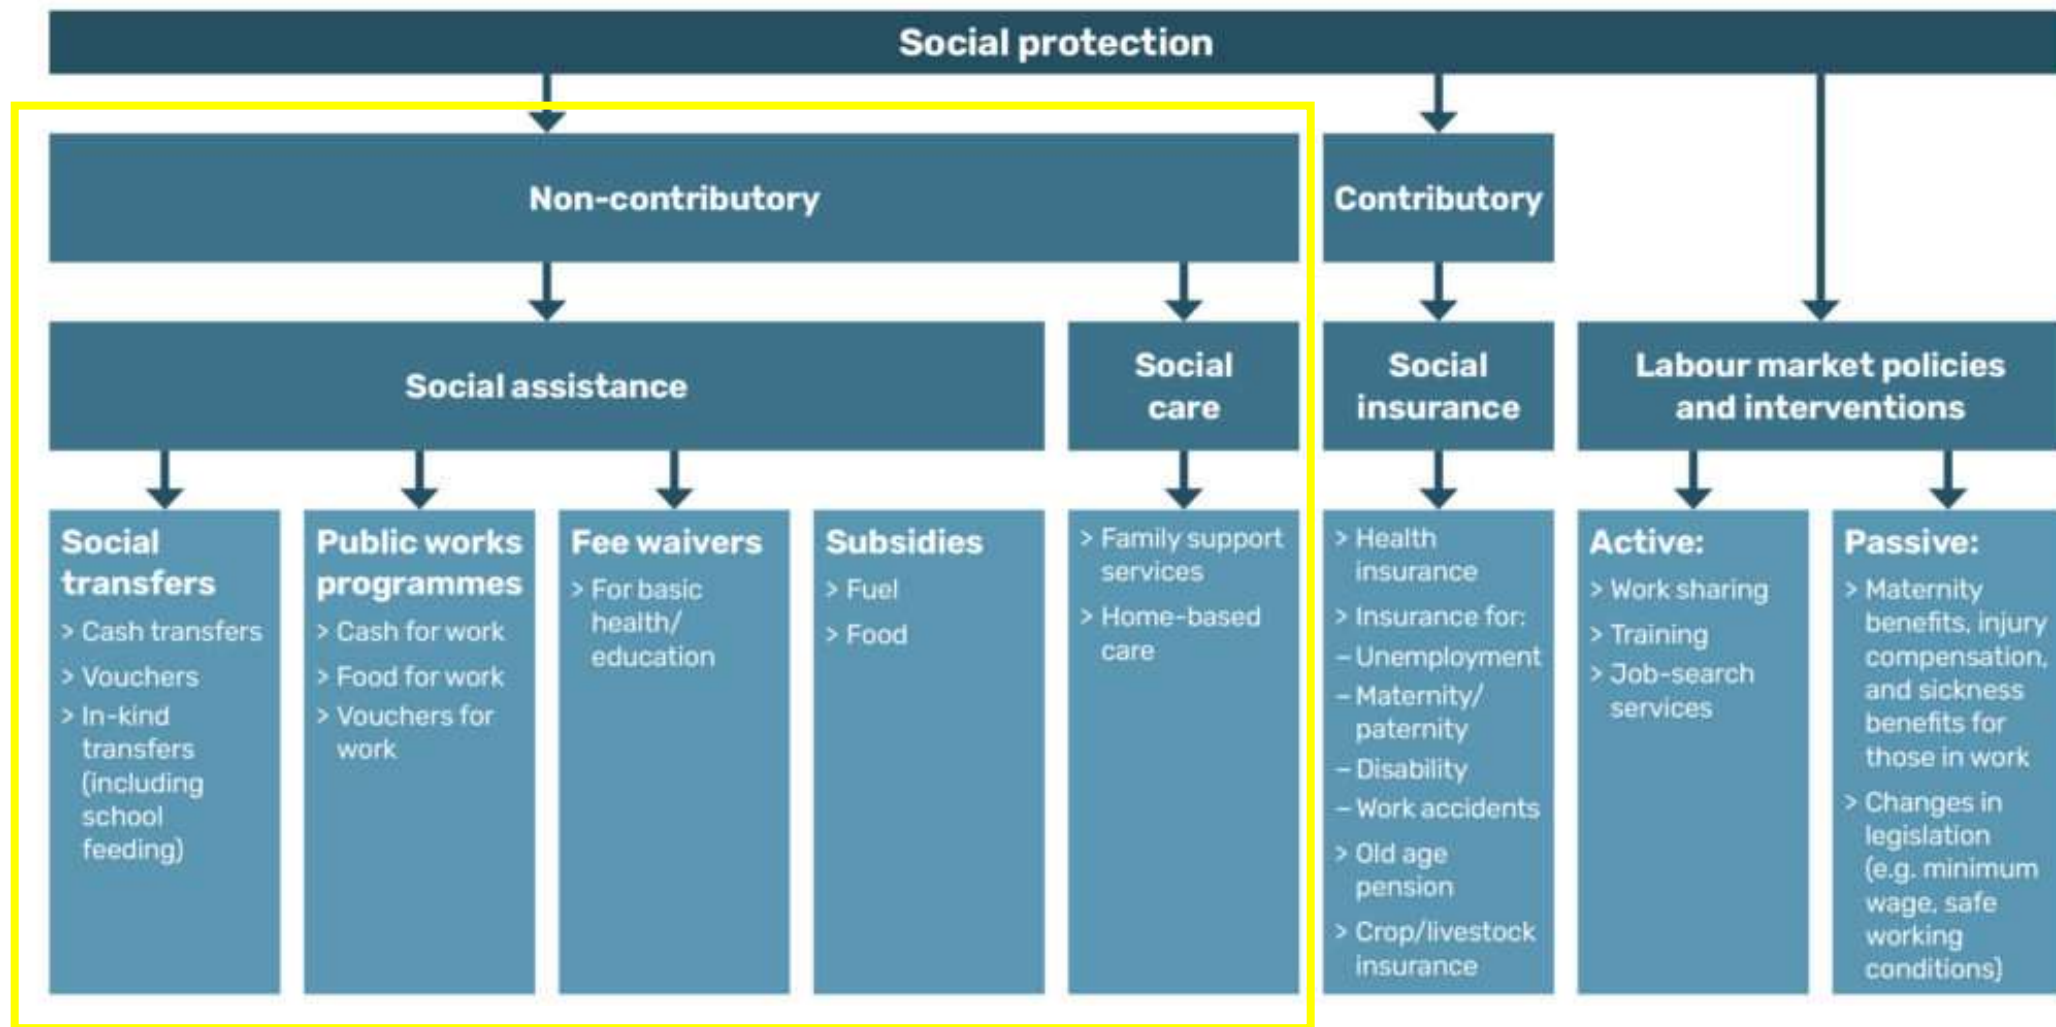 Social protection
Non-contributory
Contributory
Social assistance
Social
care
Social
insurance
Labour market policies
and interventions
Social
transfers
> Cash transfers
> Vouchers
> In-kind
transfers
(including
school
feeding)
Public works
programmes
> Cash for work
> Food for work
> Vouchers for
work
Fee waivers
> For basic
health/
education
Subsidies
> Fuel
> Food
> Family support
services
> Home-based
care
> Health
insurance
> Insurance for:
– Unemployment
– Maternity/
paternity
– Disability
– Work accidents
> Old age
pension
> Crop/livestock
insurance
Active:
> Work sharing
> Training
> Job-search
services
Passive:
> Maternity
benefits, injury
compensation,
and sickness
benefits for
those in work
> Changes in
legislation
(e.g. minimum
wage, safe
working
conditions)